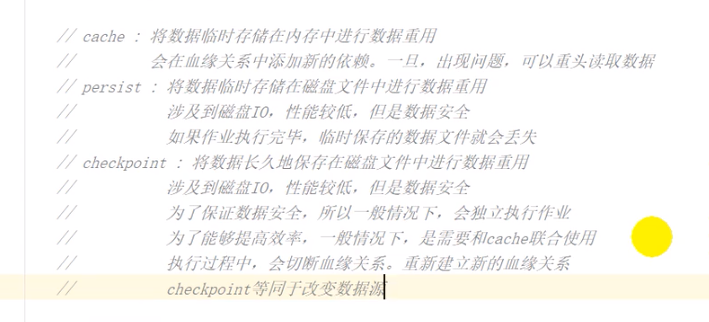 // cache : 将数据临时存储在内存中进行数据重用
// 会在血缘关系中添加新的依赖。一旦，出现问题，可以重头读取数据
// persist : 将数据临时存储在磁盘文件中进行数据重用
// 涉及到磁盘IO，性能较低，但是数据安全
// 如果作业执行完毕，临时保存的数据文件就会丢失
// checkpoint : 将数据长久地保存在磁盘文件中进行数据重用
// 涉及到磁盘IO，性能较低，但是数据安全
// 为了保证数据安全，所以一般情况下，会独立执行作业
// 为了能够提高效率，一般情况下，是需要和cache联合使用
// 执行过程中，会切断血缘关系。重新建立新的血缘关系
// checkpoint等同于改变数据源